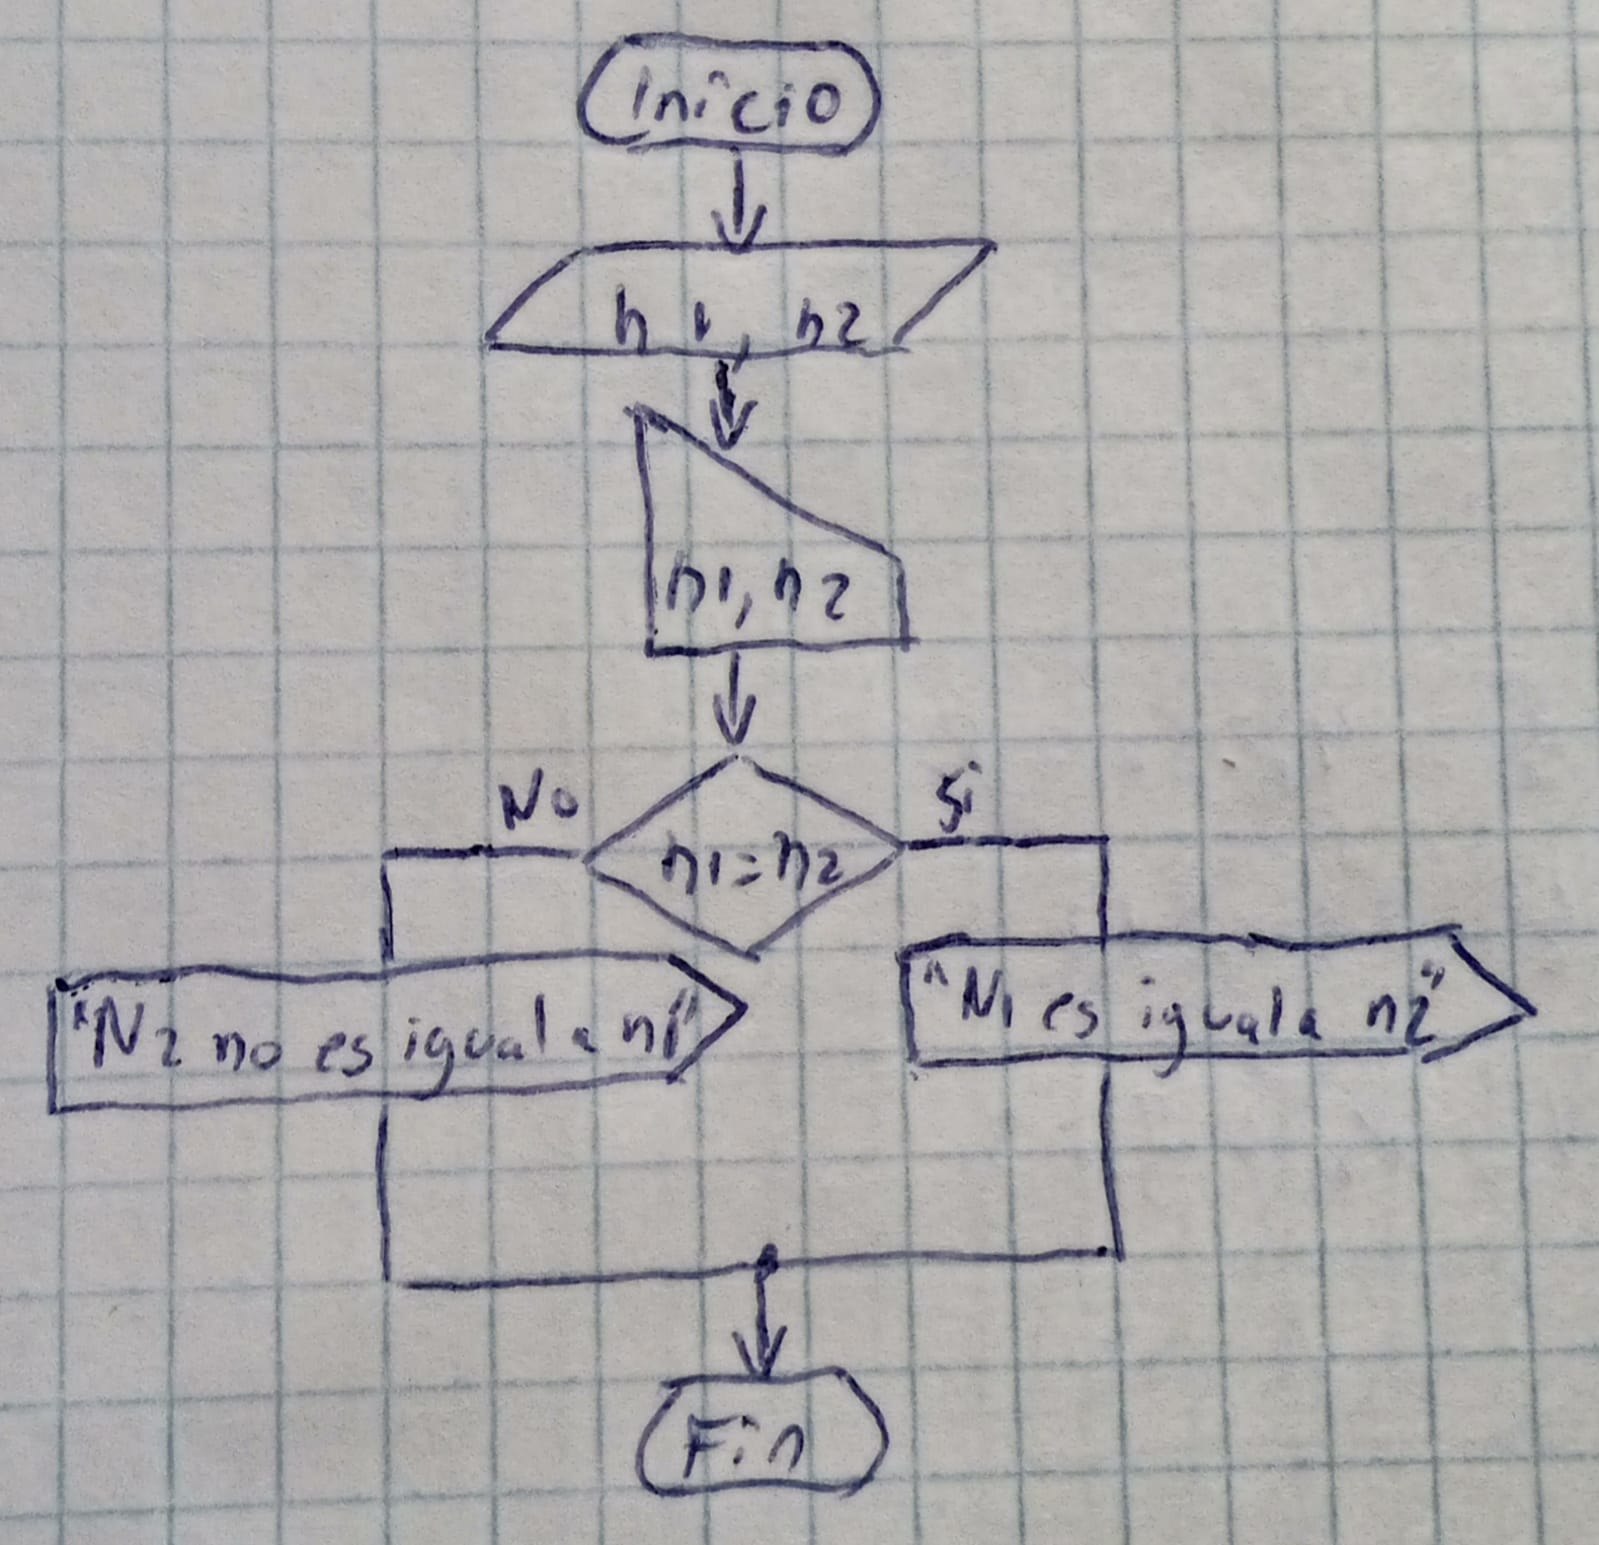 Inicio
n1, n2
n1, n2
No
Si
n1=n2
"N2 no es igual a n1"
"N1 es igual a n2"
Fin